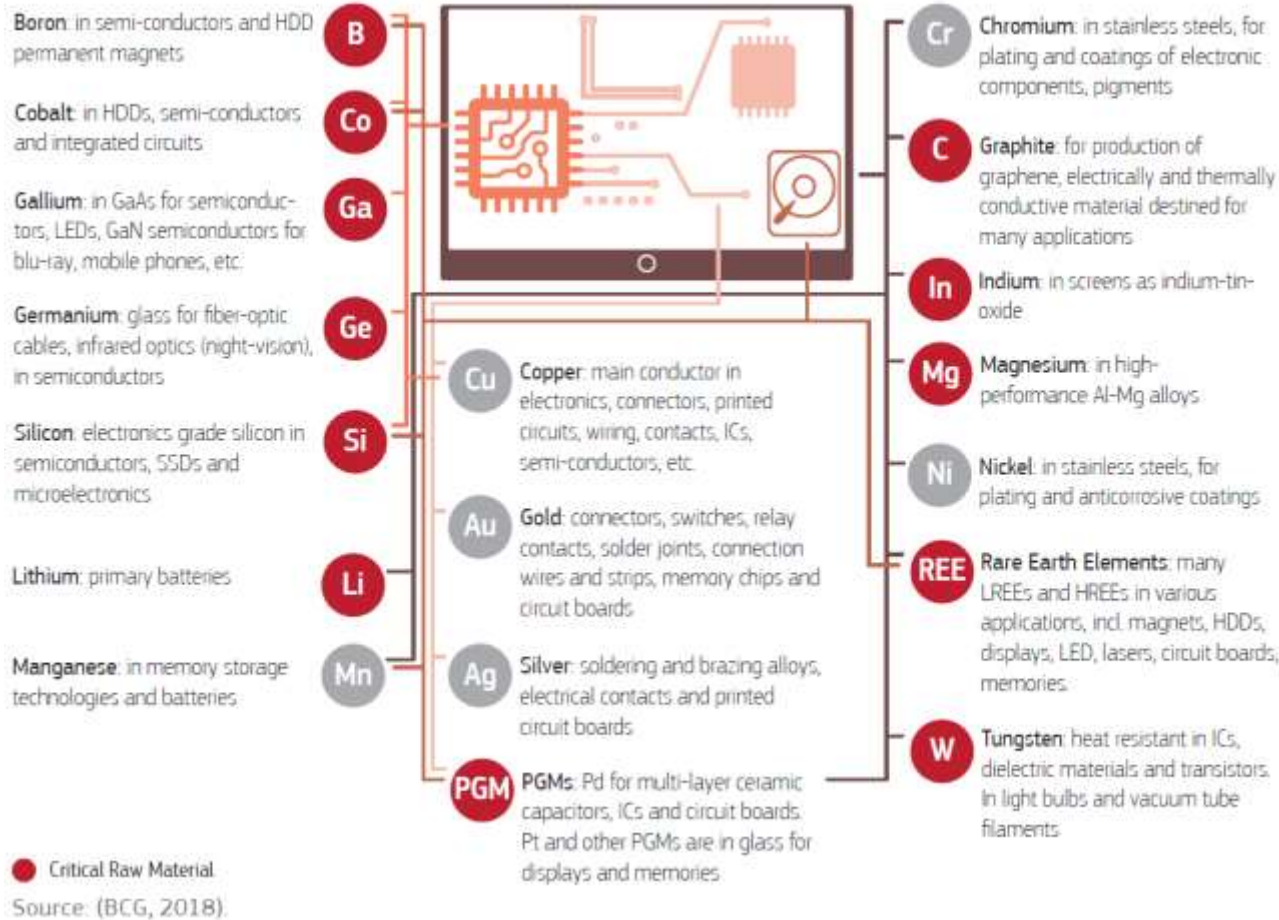 B
Boron: in semi-conductors and HDD
permanent magnets
Co
Cobalt: in HDDs, semi-conductors
and integrated circuits
Ga
Gallium: in GaAs for semiconduc-
tors, LEDs, GaN semiconductors for
blu-ray, mobile phones, etc.
Ge
Germanium: glass for fiber-optic
cables, infrared optics (night-vision),
in semiconductors
Si
Silicon: electronics grade silicon in
semiconductors, SSDs and
microelectronics
Li
Lithium: primary batteries
Mn
Manganese: in memory storage
technologies and batteries
Cu
Copper: main conductor in
electronics, connectors, printed
circuits, wiring, contacts, ICs,
semi-conductors, etc.
Au
Gold: connectors, switches, relay
contacts, solder joints, connection
wires and strips, memory chips and
circuit boards
Ag
Silver: soldering and brazing alloys,
electrical contacts and printed
circuit boards
PGM
PGMs: Pd for multi-layer ceramic
capacitors, ICs and circuit boards.
Pt and other PGMs are in glass for
displays and memories
Cr
Chromium: in stainless steels, for
plating and coatings of electronic
components, pigments
C
Graphite: for production of
graphene, electrically and thermally
conductive material destined for
many applications
In
Indium: in screens as indium-tin-
oxide
Mg
Magnesium: in high-
performance Al-Mg alloys
Ni
Nickel: in stainless steels, for
plating and anticorrosive coatings
REE
Rare Earth Elements: many
LREEs and HREEs in various
applications, incl. magnets, HDDs,
displays, LED, lasers, circuit boards,
memories.
W
Tungsten: heat resistant in ICs,
dielectric materials and transistors.
In light bulbs and vacuum tube
filaments
Critical Raw Material
Source: (BCG, 2018).